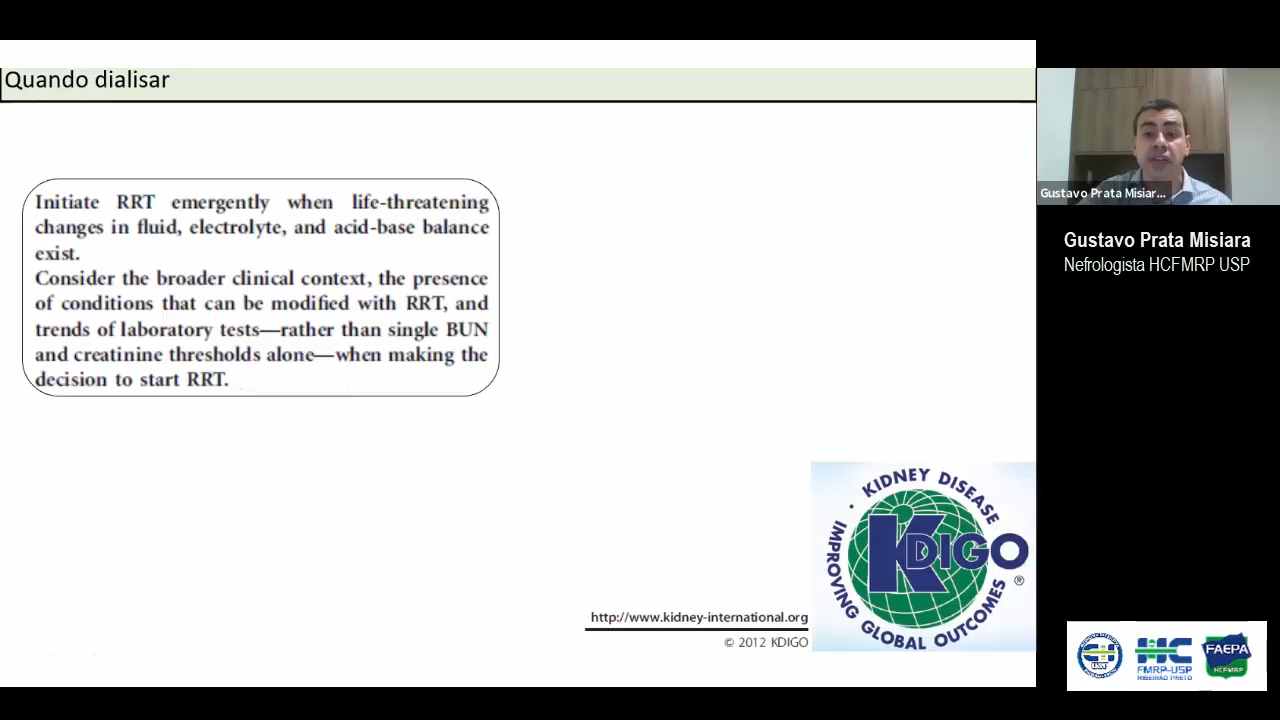 Quando dialisar
Initiate RRT emergently when life-threatening
changes in fluid, electrolyte, and acid-base balance
exist.
Consider the broader clinical context, the presence
of conditions that can be modified with RRT, and
trends of laboratory tests—rather than single BUN
and creatinine thresholds alone—when making the
decision to start RRT.
KIDNEY DISEASE
KDIGO
®
IMPROVING GLOBAL OUTCOMES
http://www.kidney-international.org
© 2012 KDIGO
Gustavo Prata Misiar...
Gustavo Prata Misiara
Nefrologista HCFMRP USP
HC
FMRP-USP
RIBEIRÃO PRETO
FAEPA
HCFMRP